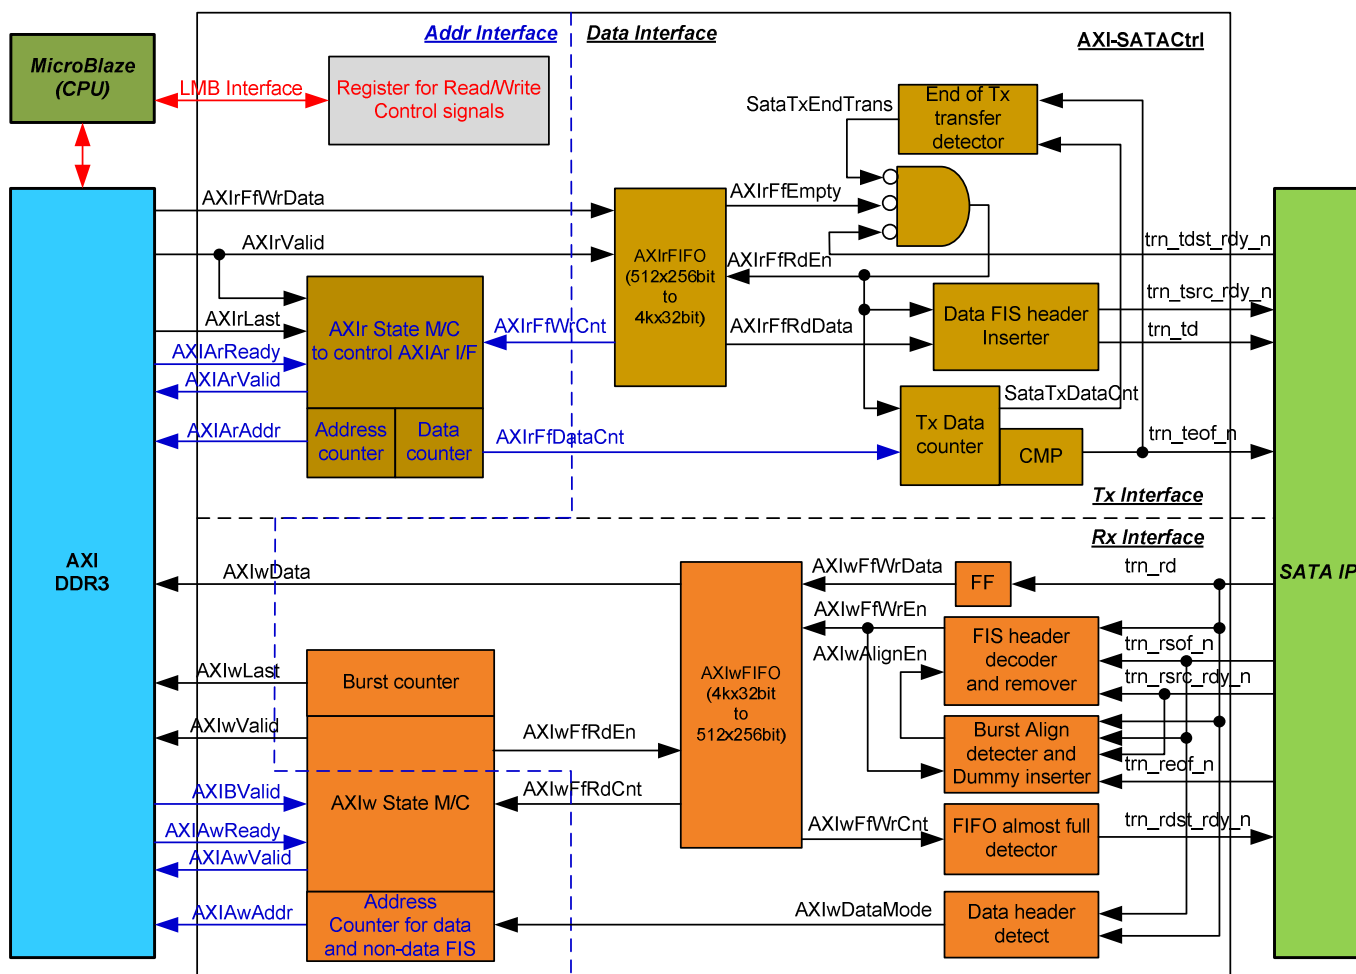 Addr Interface
Data Interface
AXI-SATACtrl
MicroBlaze
(CPU)
LMB Interface
Register for Read/Write
Control signals
SataTxEndTrans
End of Tx
transfer
detector
AXIrFfWrData
AXIrFfEmpty
AXIrValid
AXIrFIFO
(512x256bit
to
4kx32bit)
AXIrFfRdEn
trn_tdst_rdy_n
trn_tsrc_rdy_n
AXIrLast
AXIr State M/C
to control AXIAr I/F
AXIrFfWrCnt
AXIrFfRdData
Data FIS header
Inserter
trn_td
AXIArReady
AXIArValid
SataTxDataCnt
AXIArAddr
Address
counter
Data
counter
AXIrFfDataCnt
Tx Data
counter
CMP
trn_teof_n
Tx Interface
Rx Interface
AXI
DDR3
SATA IP
AXIwData
AXIwFfWrData
FF
trn_rd
AXIwFfWrEn
FIS header
decoder
and remover
AXIwAlignEn
trn_rsof_n
trn_rsrc_rdy_n
AXIwLast
Burst counter
AXIwFIFO
(4kx32bit
to
512x256bit)
AXIwValid
AXIwFfRdEn
Burst Align
detecter and
Dummy inserter
trn_reof_n
AXIBValid
AXIw State M/C
AXIwFfRdCnt
AXIwFfWrCnt
FIFO almost full
detector
trn_rdst_rdy_n
AXIAwReady
AXIAwValid
AXIAwAddr
Address
Counter for data
and non-data FIS
AXIwDataMode
Data header
detect